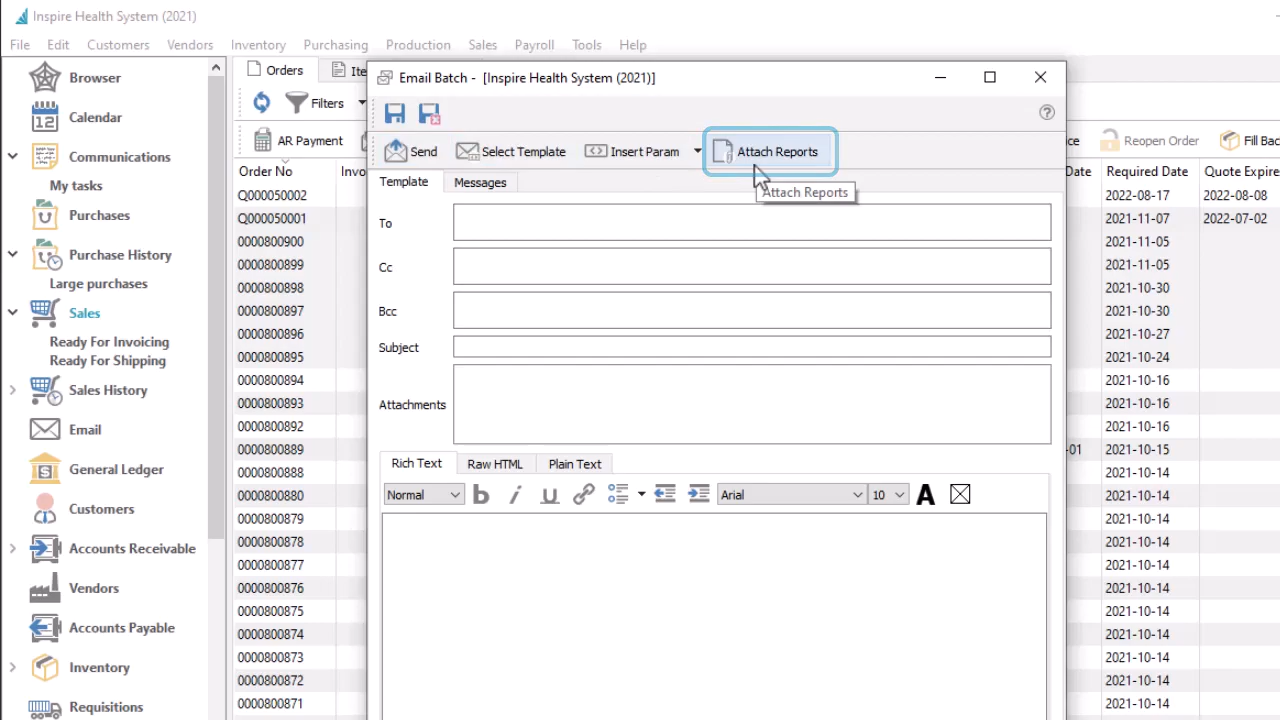 Inspire Health System (2021)
File Edit Customers Vendors Inventory Purchasing Production Sales Payroll Tools Help
Browser
Calendar
Communications
My tasks
Purchases
Purchase History
Large purchases
Sales
Ready For Invoicing
Ready For Shipping
Sales History
Email
General Ledger
Customers
Accounts Receivable
Vendors
Accounts Payable
Inventory
Requisitions
Orders
Filters
AR Payment
Reopen Order
Order No
Required Date
Q000050002 2022-08-17 2022-08-08
Q000050001 2021-11-07 2022-07-02
0000800900 2021-11-05
0000800899 2021-11-05
0000800898 2021-10-30
0000800897 2021-10-30
0000800896 2021-10-27
0000800895 2021-10-24
0000800894 2021-10-16
0000800893 2021-10-16
0000800892 2021-10-16
0000800889 -01 2021-10-15
0000800888 2021-10-14
0000800880 2021-10-14
0000800879 2021-10-14
0000800878 2021-10-14
0000800877 2021-10-14
0000800876 2021-10-14
0000800875 2021-10-14
0000800874 2021-10-14
0000800873 2021-10-14
0000800872 2021-10-14
0000800871 2021-10-14
Email Batch - [Inspire Health System (2021)]
Send Select Template Insert Param Attach Reports
Attach Reports
Template Messages
To
Cc
Bcc
Subject
Attachments
Rich Text Raw HTML Plain Text
Normal b i U Arial 10 A